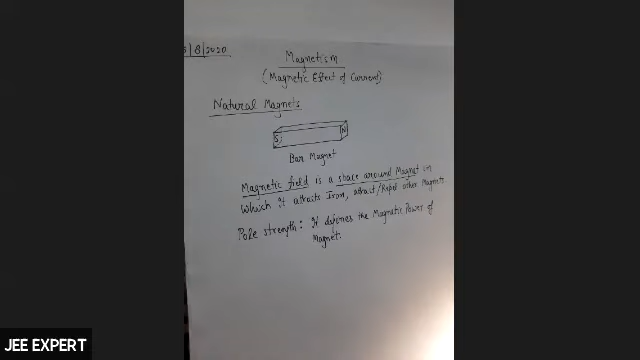 /8/2020
Magnetism
(Magnetic Effect of Current)
Natural Magnets
S N
Bar Magnet
Magnetic field is a space around Magnet in
which It attracts Iron, attract/Repel other Magnets
Pole strength: It defines the Magnetic Power of
Magnet.
JEE EXPERT